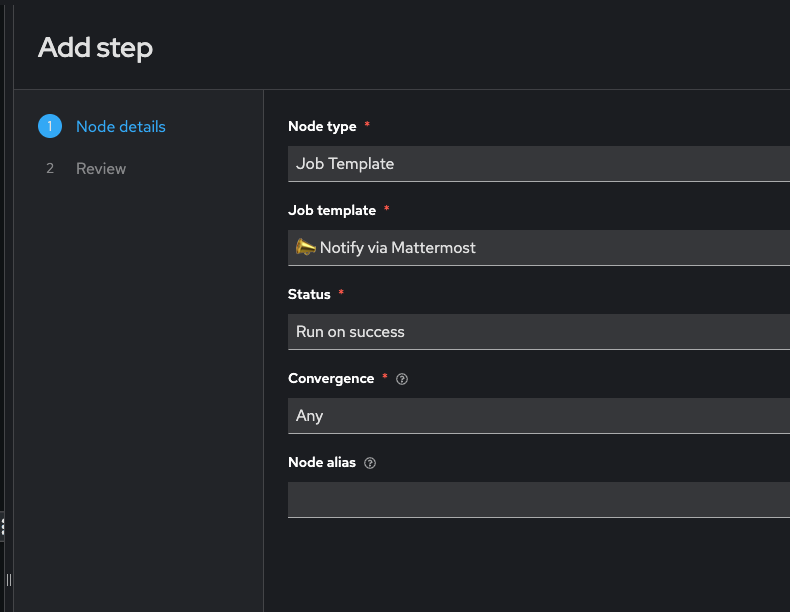 Add step
1 Node details
2 Review
Node type *
Job Template
Job template *
Notify via Mattermost
Status *
Run on success
Convergence *
Any
Node alias